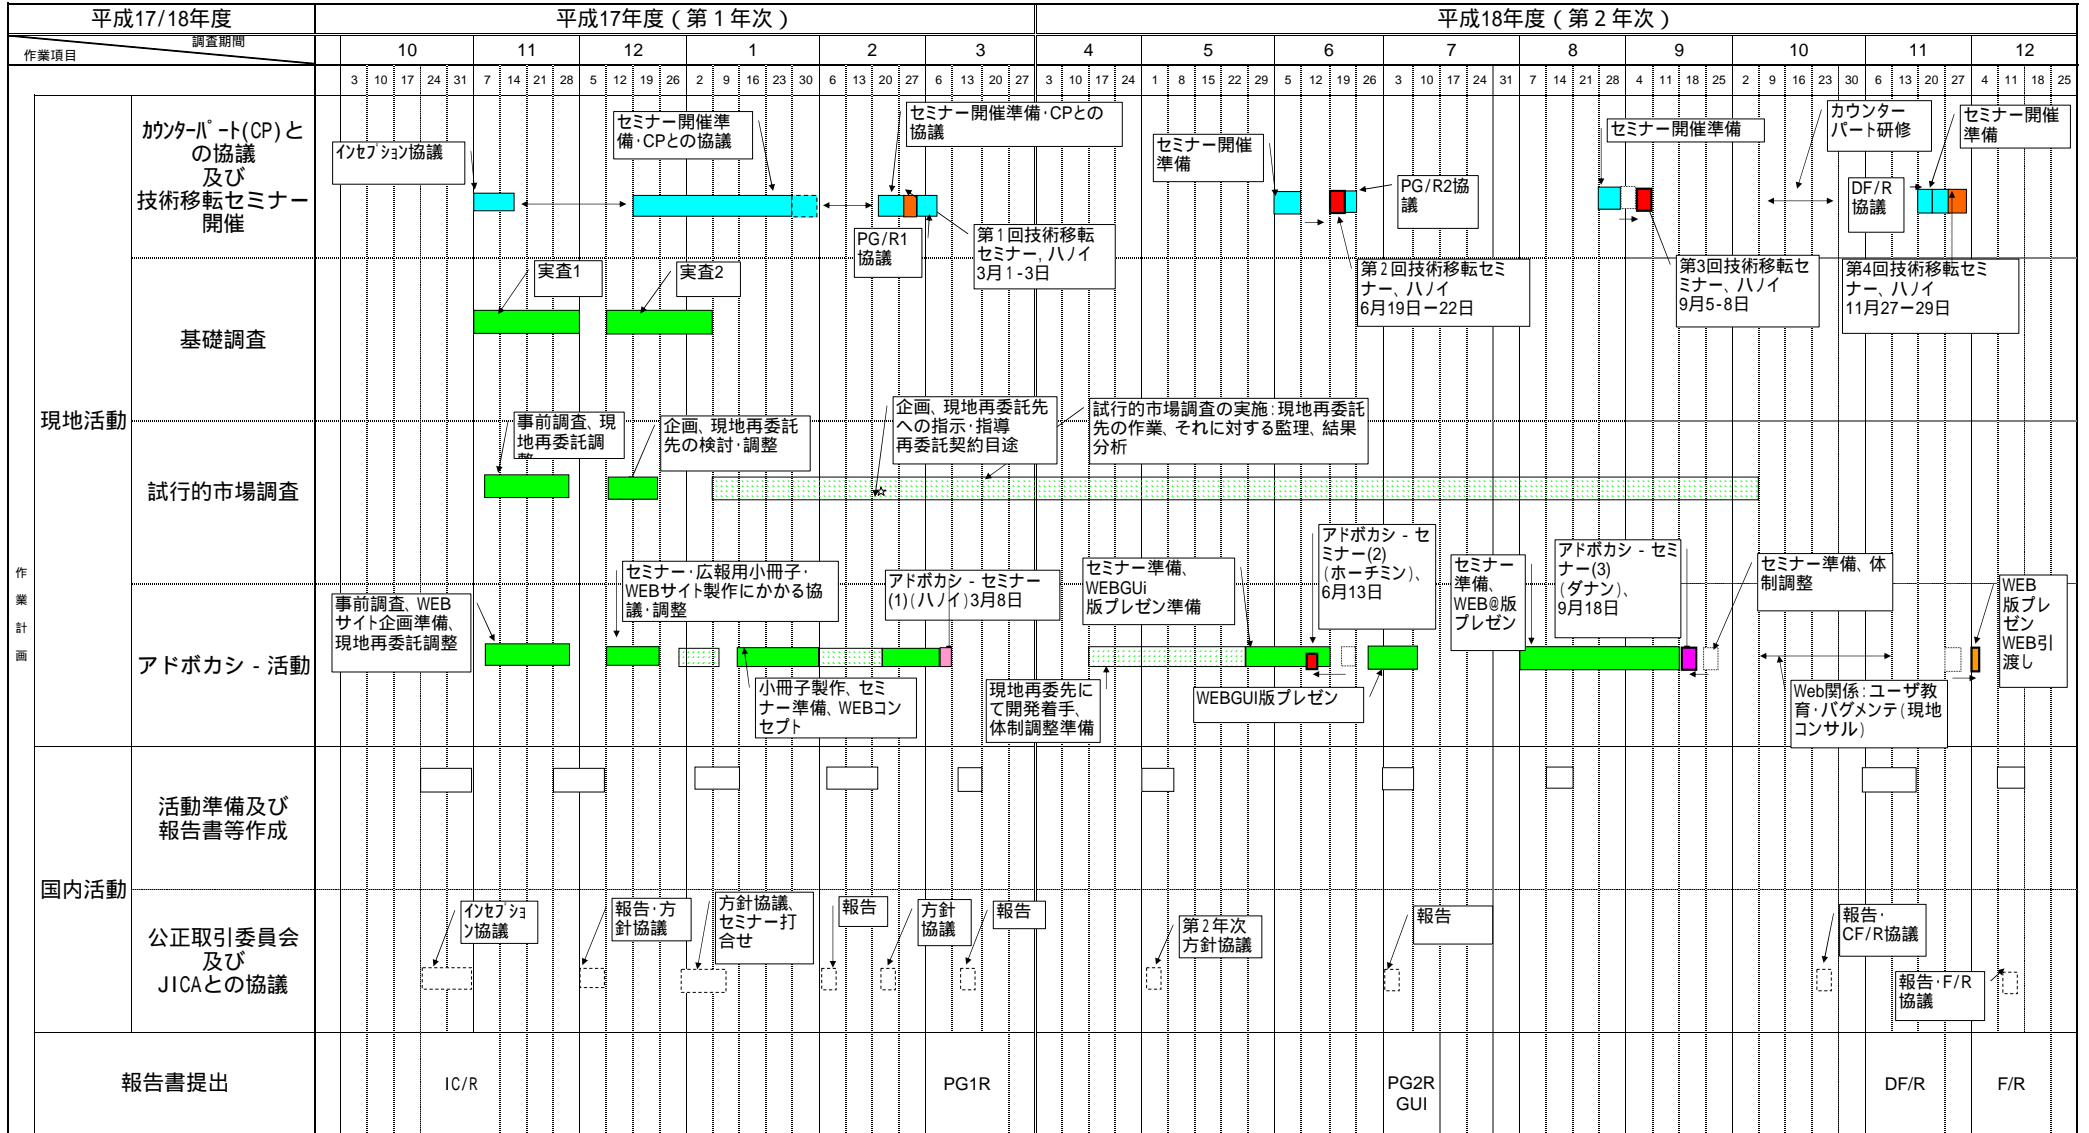 平成17/18年度
平成17年度(第1年次)
平成18年度(第2年次)
調査期間
作業項目
10
11
12
1
2
3
4
5
6
7
8
9
10
11
12
3 10 17 24 31 7 14 21 28 5 12 19 26 2 9 16 23 30 6 13 20 27 6 13 20 27 3 10 17 24 1 8 15 22 29 5 12 19 26 3 10 17 24 31 7 14 21 28 4 11 18 25 2 9 16 23 30 6 13 20 27 4 11 18 25
作
業
計
画
現地活動
カウンターパート(CP)と
の協議
及び
技術移転セミナー
開催
インセプション協議
セミナー開催準
備・CPとの協議
セミナー開催準備・CPとの
協議
PG/R1
協議
第1回技術移転
セミナー,ハノイ
3月1-3日
セミナー開催
準備
PG/R2協
議
第2回技術移転セミ
ナー、ハノイ
6月19日ー22日
セミナー開催準備
第3回技術移転セ
ミナー、ハノイ
9月5-8日
カウンター
パート研修
DF/R
協議
セミナー開催
準備
第4回技術移転セミ
ナー、ハノイ
11月27ー29日
基礎調査
実査1
実査2
試行的市場調査
事前調査、現
地再委託調
企画、現地再委託
先の検討・調整
企画、現地再委託先
への指示・指導
再委託契約目途
試行的市場調査の実施:現地再委託
先の作業、それに対する監理、結果
分析
☆
アドボカシ - 活動
事前調査、WEB
サイト企画準備、
現地再委託調整
セミナー・広報用小冊子・
WEBサイト製作にかかる協
議・調整
小冊子製作、セミ
ナー準備、WEBコン
セプト
アドボカシ - セミナー
(1)(ハノイ)3月8日
セミナー準備、
WEBGUi
版プレゼン準備
現地再委先に
て開発着手、
体制調整準備
アドボカシ - セ
ミナー(2)
(ホーチミン)、
6月13日
WEBGUI版プレゼン
セミナー
準備、
WEB@版
プレゼン
アドボカシ - セミ
ナー(3)
(ダナン)、
9月18日
セミナー準備、体
制調整
Web関係:ユーザ教
育・バグメンテ(現地
コンサル)
WEB
版プレ
ゼン
WEB引
渡し
国内活動
活動準備及び
報告書等作成
公正取引委員会
及び
JICAとの協議
インセプショ
ン協議
報告・方
針協議
方針協議、
セミナー打
合せ
報告
方針
協議
報告
第2年次
方針協議
報告
報告・
CF/R協議
報告・F/R
協議
報告書提出
IC/R
PG1R
PG2R
GUI
DF/R
F/R